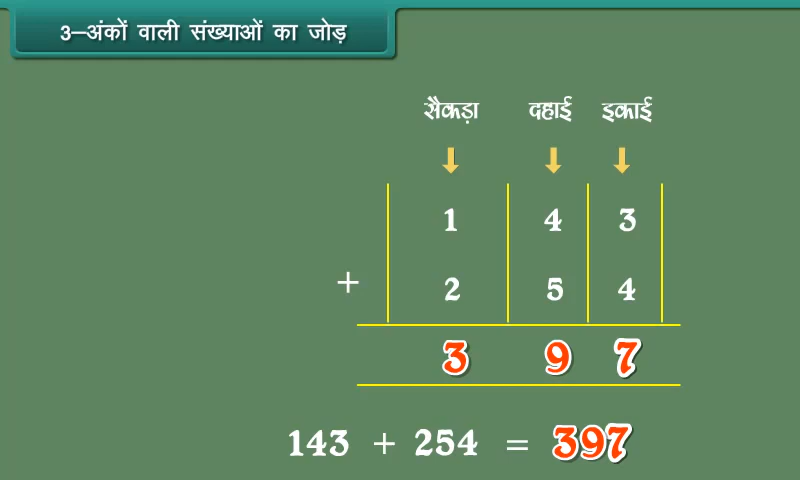 3–अंकों वाली संख्याओं का जोड़
सैकड़ा दहाई इकाई
1 4 3
+ 2 5 4
3 9 7
143 + 254 = 397